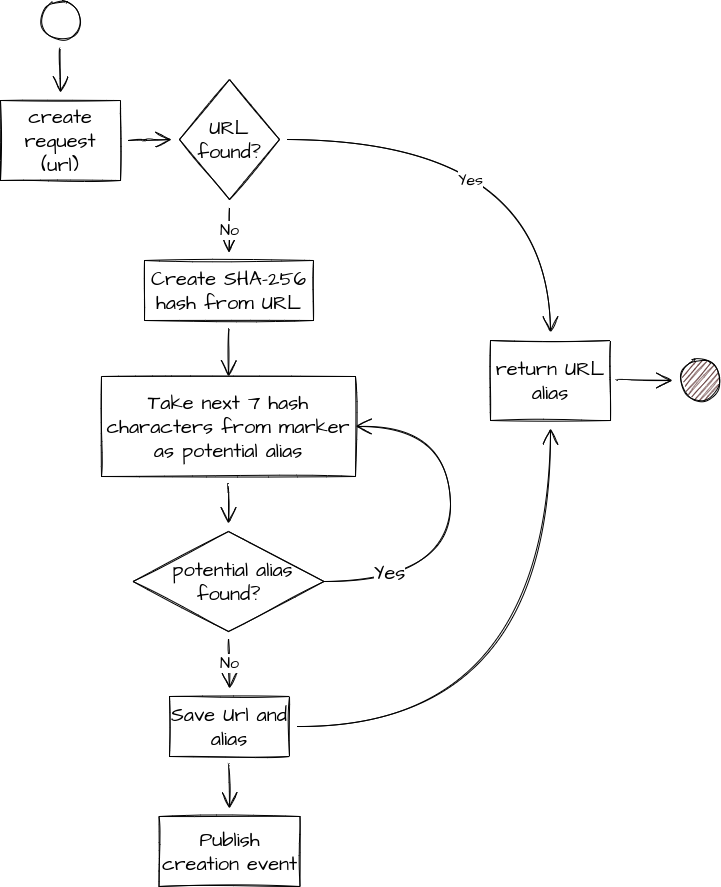 create
request
(url)
URL
found?
Yes
No
Create SHA-256
hash from URL
return URL
alias
Take next 7 hash
characters from marker
as potential alias
potential alias
found?
Yes
No
Save Url and
alias
Publish
creation event